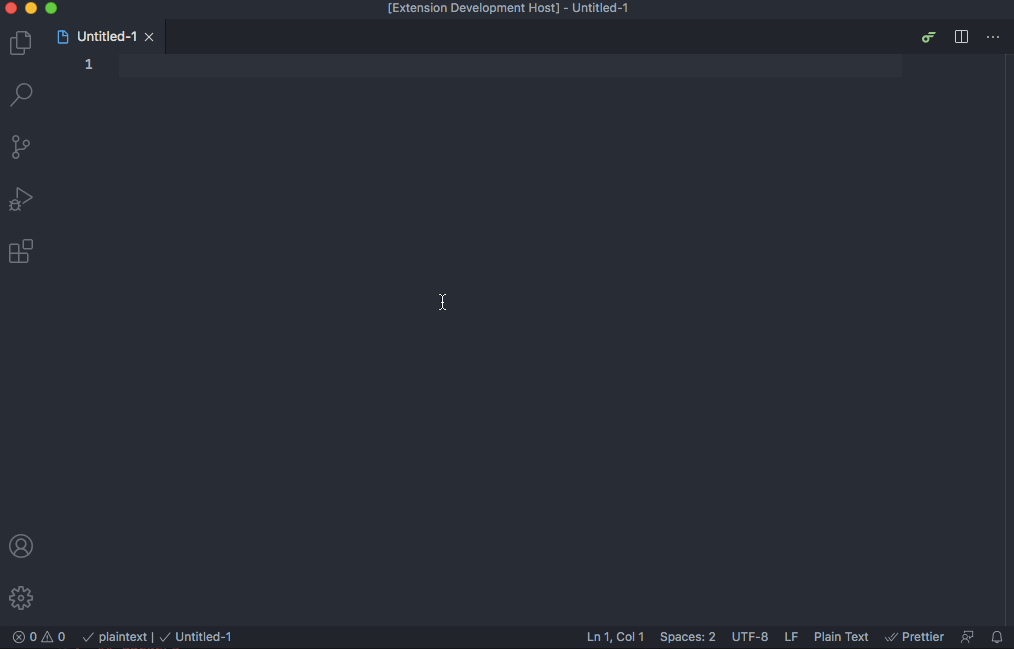 [Extension Development Host] - Untitled-1
Untitled-1
1
0 0 plaintext | Untitled-1 Ln 1, Col 1 Spaces: 2 UTF-8 LF Plain Text Prettier